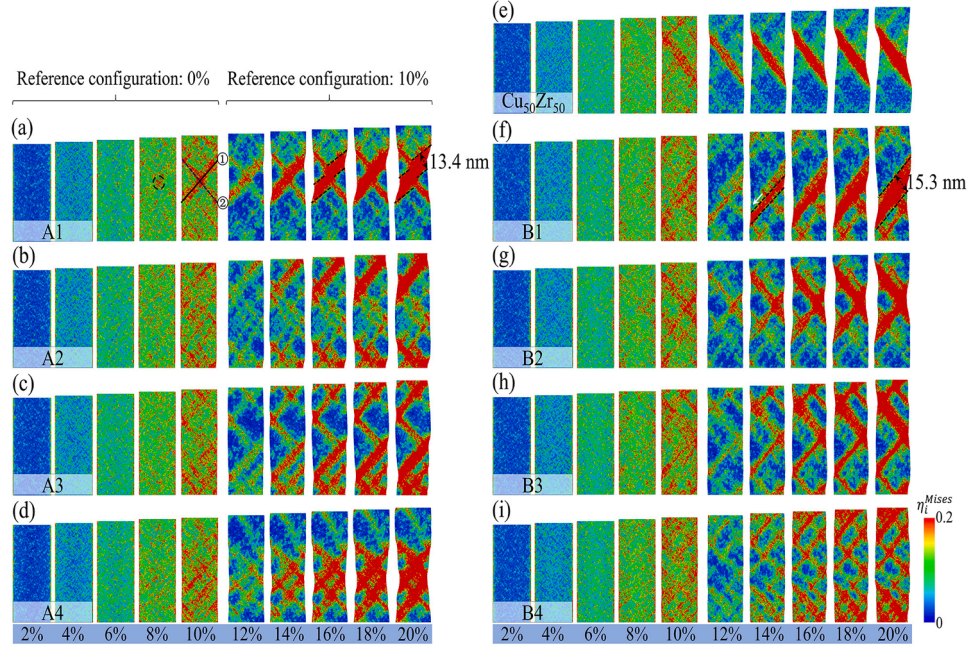 Reference configuration: 0%
Reference configuration: 10%
(a)
①
②
13.4 nm
A1
(b)
A2
(c)
A3
(d)
A4
2% 4% 6% 8% 10% 12% 14% 16% 18% 20%
(e)
Cu50Zr50
(f)
15.3 nm
B1
(g)
B2
(h)
B3
(i)
B4
η_i^Mises
0.2
0
2% 4% 6% 8% 10% 12% 14% 16% 18% 20%